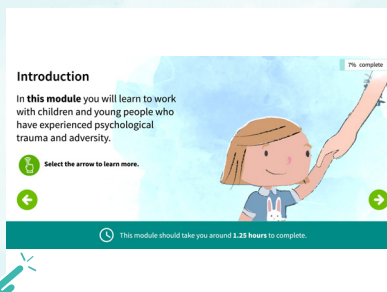 7% complete
Introduction
In this module you will learn to work
with children and young people who
have experienced psychological
trauma and adversity.
Select the arrow to learn more.
This module should take you around 1.25 hours to complete.